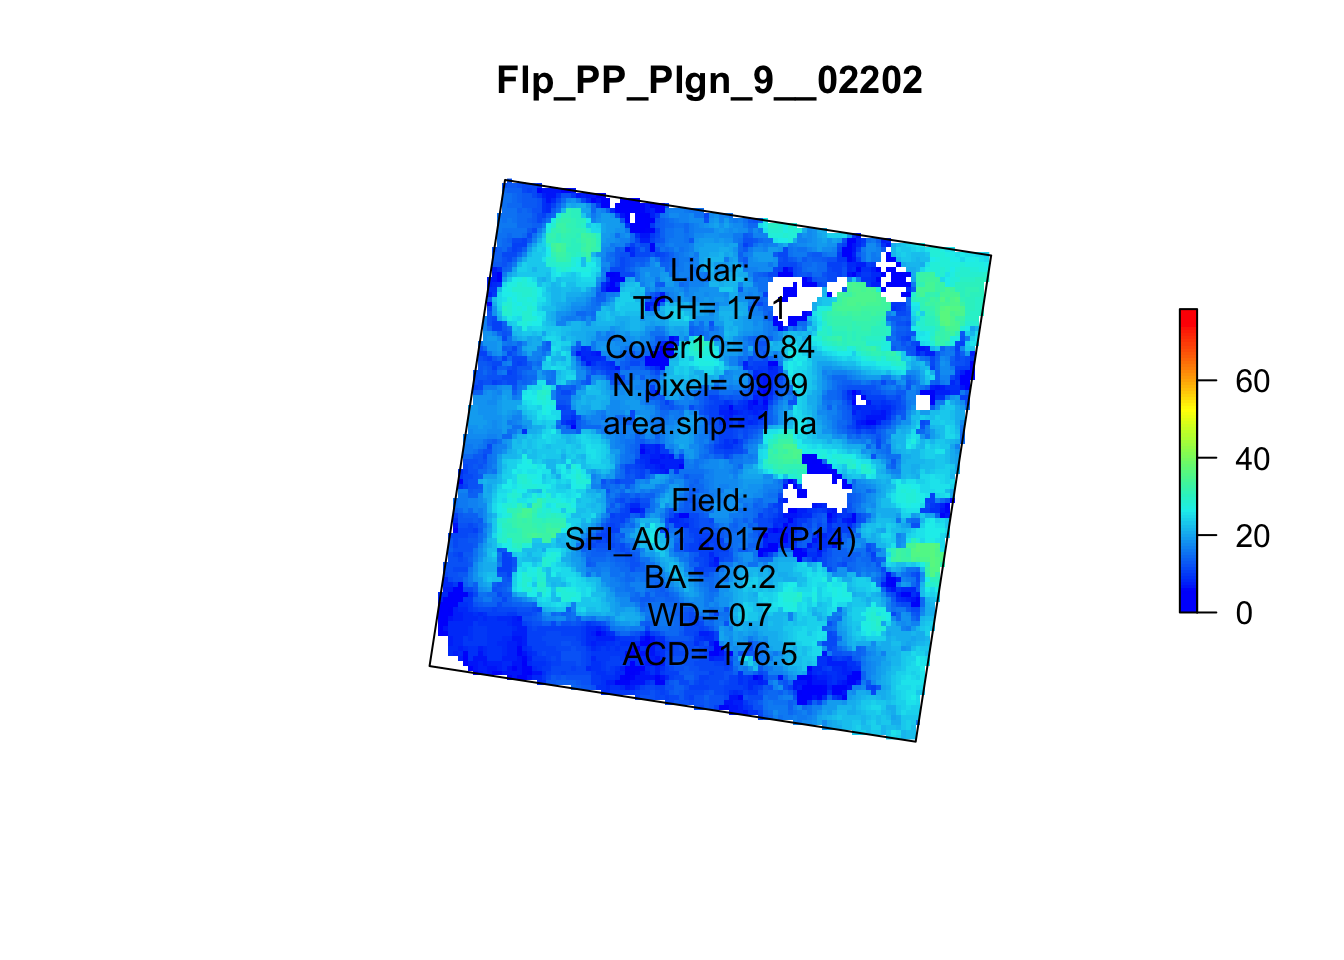 Flp_PP_Plgn_9__02202
Lidar:
TCH= 17.1
Cover10= 0.84
N.pixel= 9999
area.shp= 1 ha
Field:
SFI_A01 2017 (P14)
BA= 29.2
WD= 0.7
ACD= 176.5
60
40
20
0